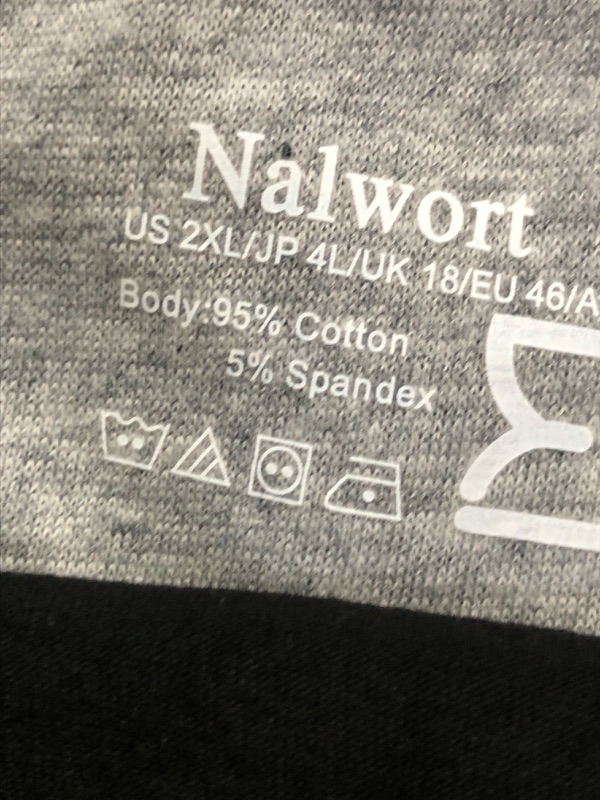 Nalwort
US 2XL/JP 4L/UK 18/EU 46/A
Body:95% Cotton
5% Spandex